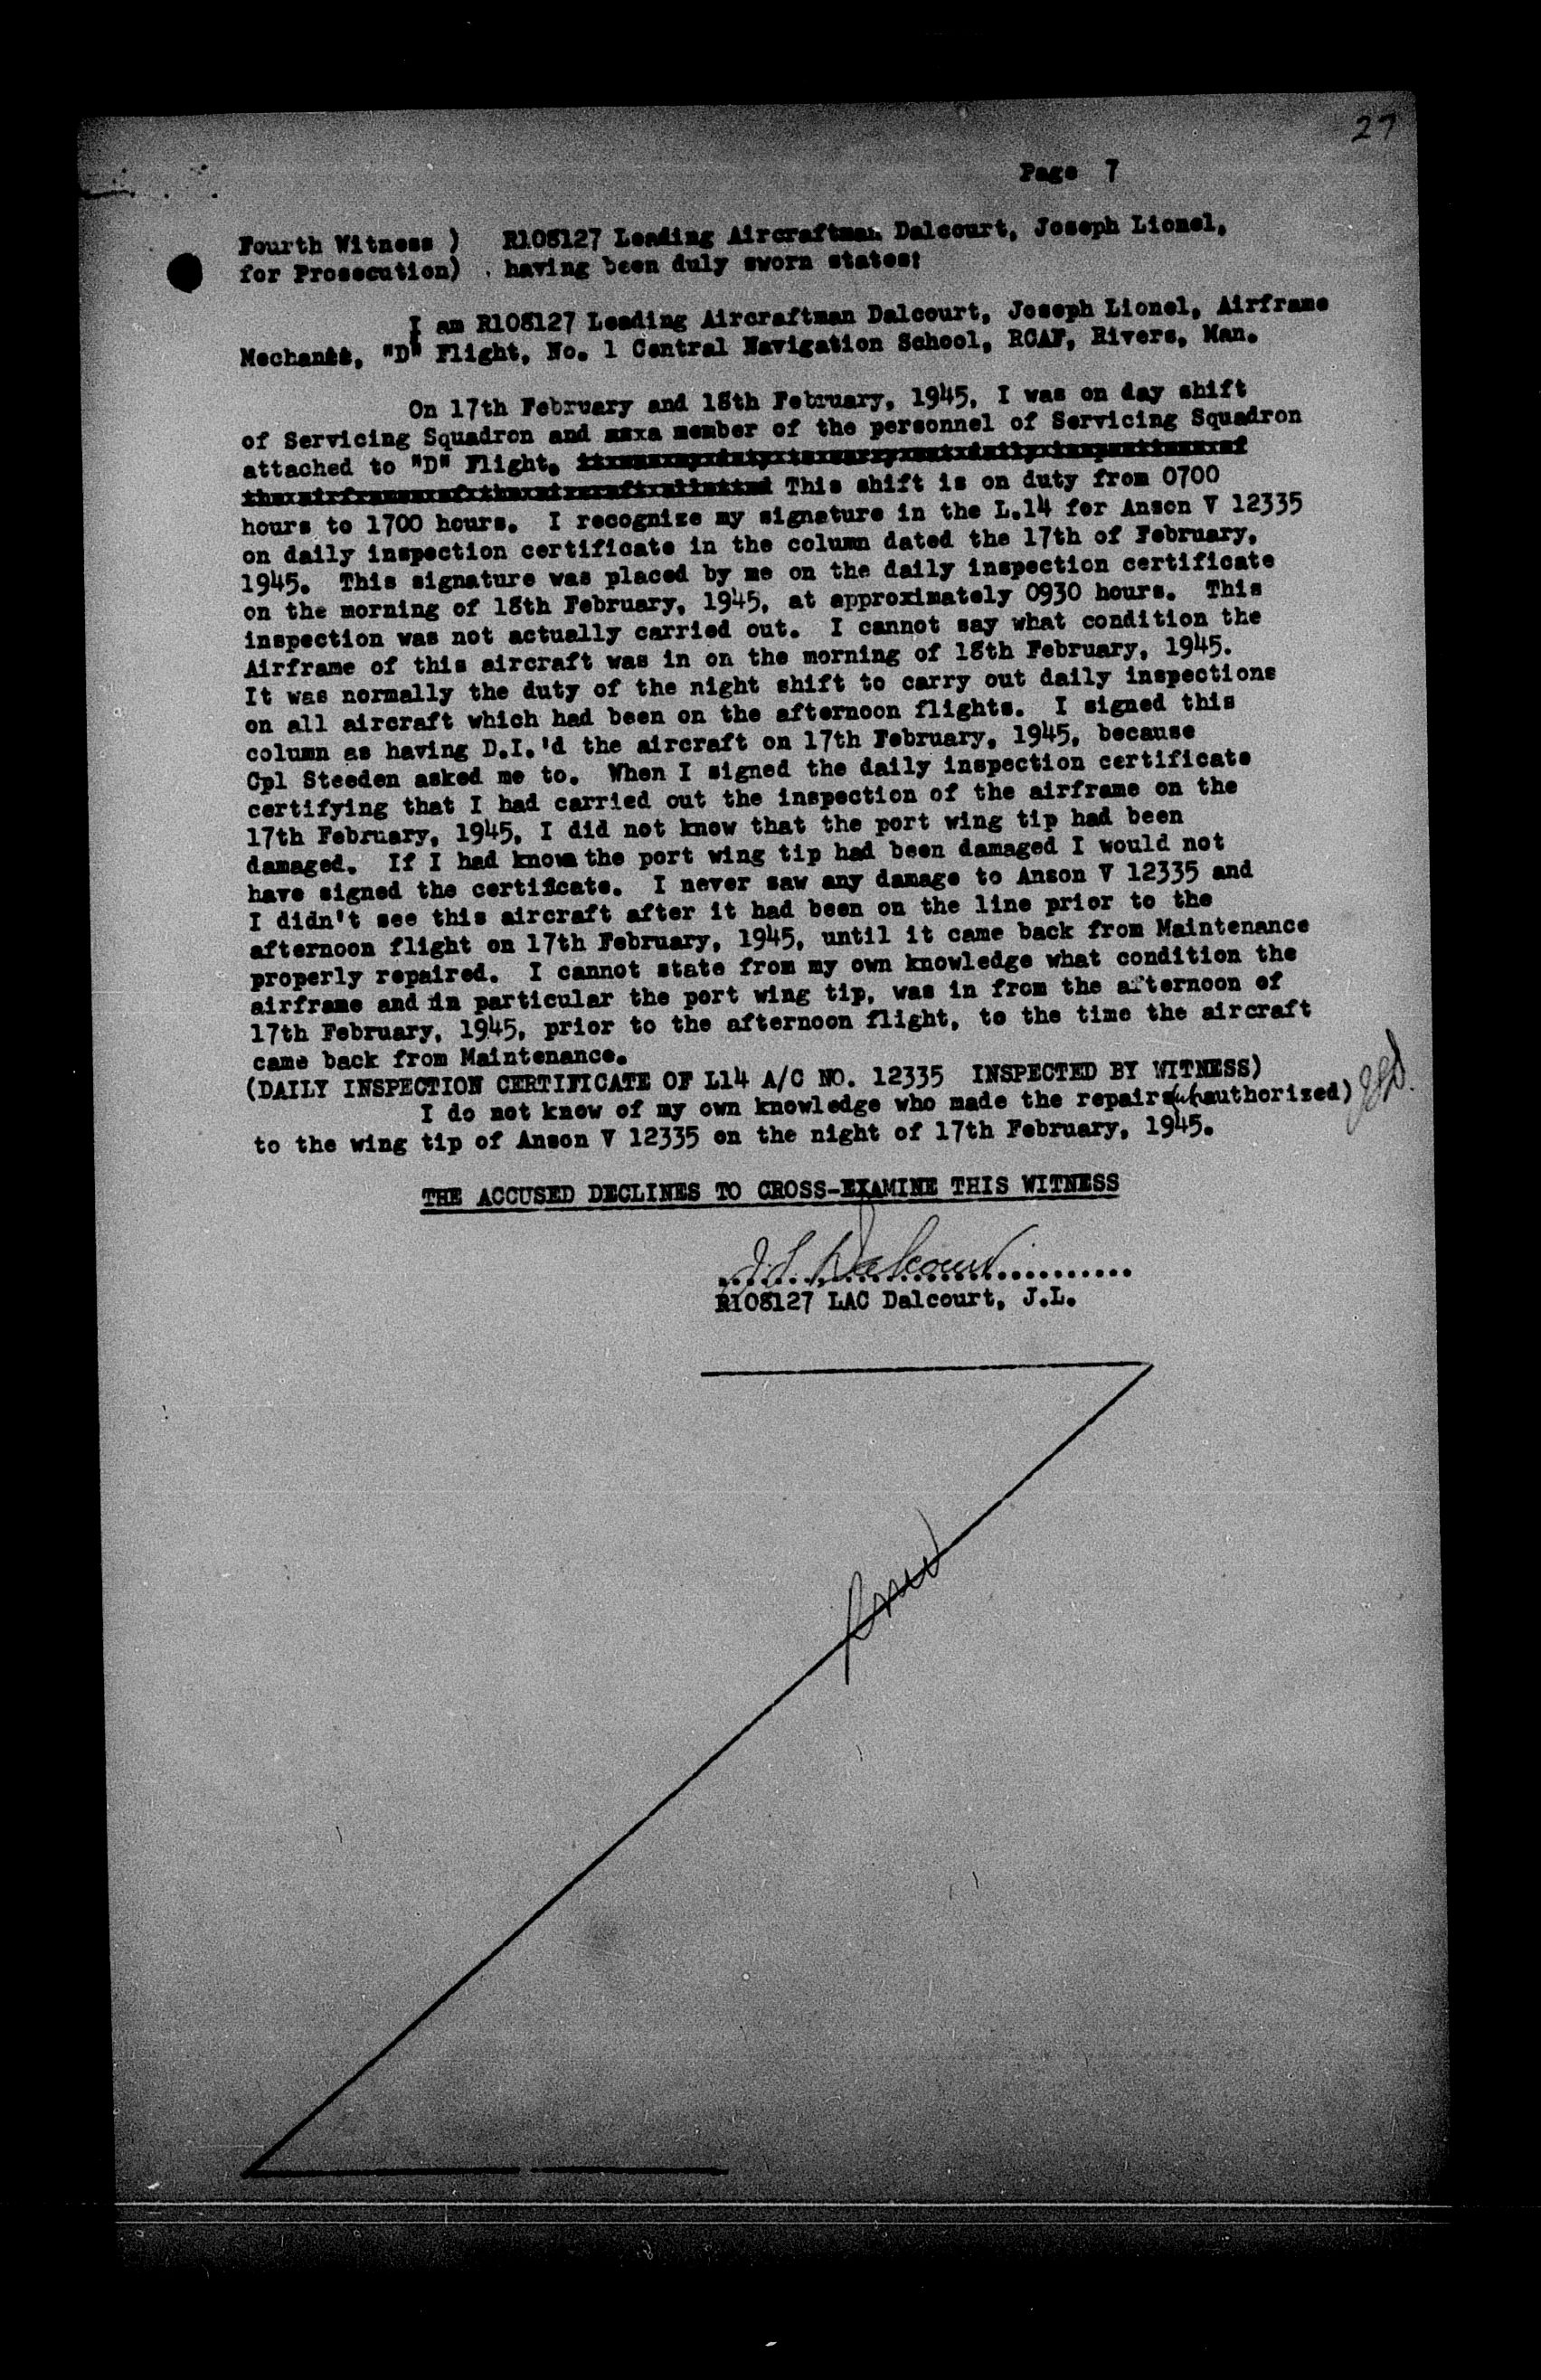 27
Page 7
Fourth Witness ) R108127 Leading Aircraftman Dalcourt, Joseph Lionel,
for Prosecution) having been duly sworn states:
I am R108127 Leading Aircraftman Dalcourt, Joseph Lionel, Airframe
Mechanic, "D" Flight, No. 1 Central Navigation School, RCAF, Rivers, Man.
On 17th February and 18th February, 1945, I was on day shift
of Servicing Squadron and member of the personnel of Servicing Squadron
attached to "D" Flight.
This shift is on duty from 0700
hours to 1700 hours. I recognize my signature in the L.14 for Anson V 12335
on daily inspection certificate in the column dated the 17th of February,
1945. This signature was placed by me on the daily inspection certificate
on the morning of 18th February, 1945, at approximately 0930 hours. This
inspection was not actually carried out. I cannot say what condition the
Airframe of this aircraft was in on the morning of 18th February, 1945.
It was normally the duty of the night shift to carry out daily inspections
on all aircraft which had been on the afternoon flights. I signed this
column as having D.I.'d the aircraft on 17th February, 1945, because
Cpl Steeden asked me to. When I signed the daily inspection certificate
certifying that I had carried out the inspection of the airframe on the
17th February, 1945, I did not know that the port wing tip had been
damaged. If I had known the port wing tip had been damaged I would not
have signed the certificate. I never saw any damage to Anson V 12335 and
I didn't see this aircraft after it had been on the line prior to the
afternoon flight on 17th February, 1945, until it came back from Maintenance
properly repaired. I cannot state from my own knowledge what condition the
airframe and in particular the port wing tip, was in from the afternoon of
17th February, 1945, prior to the afternoon flight, to the time the aircraft
came back from Maintenance.
(DAILY INSPECTION CERTIFICATE OF L14 A/C NO. 12335 INSPECTED BY WITNESS)
I do not know of my own knowledge who made the repairs (unauthorized)
to the wing tip of Anson V 12335 on the night of 17th February, 1945.
THE ACCUSED DECLINES TO CROSS-EXAMINE THIS WITNESS
J.L. Dalcourt
R108127 LAC Dalcourt, J.L.